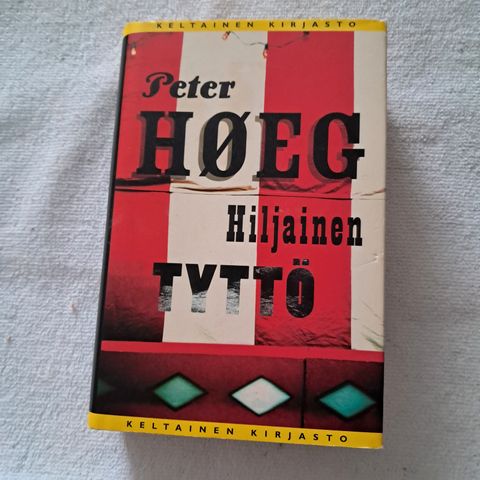 KELTAINEN KIRJASTO
Peter
HØEG
Hiljainen
TYTTÖ
KELTAINEN KIRJASTO